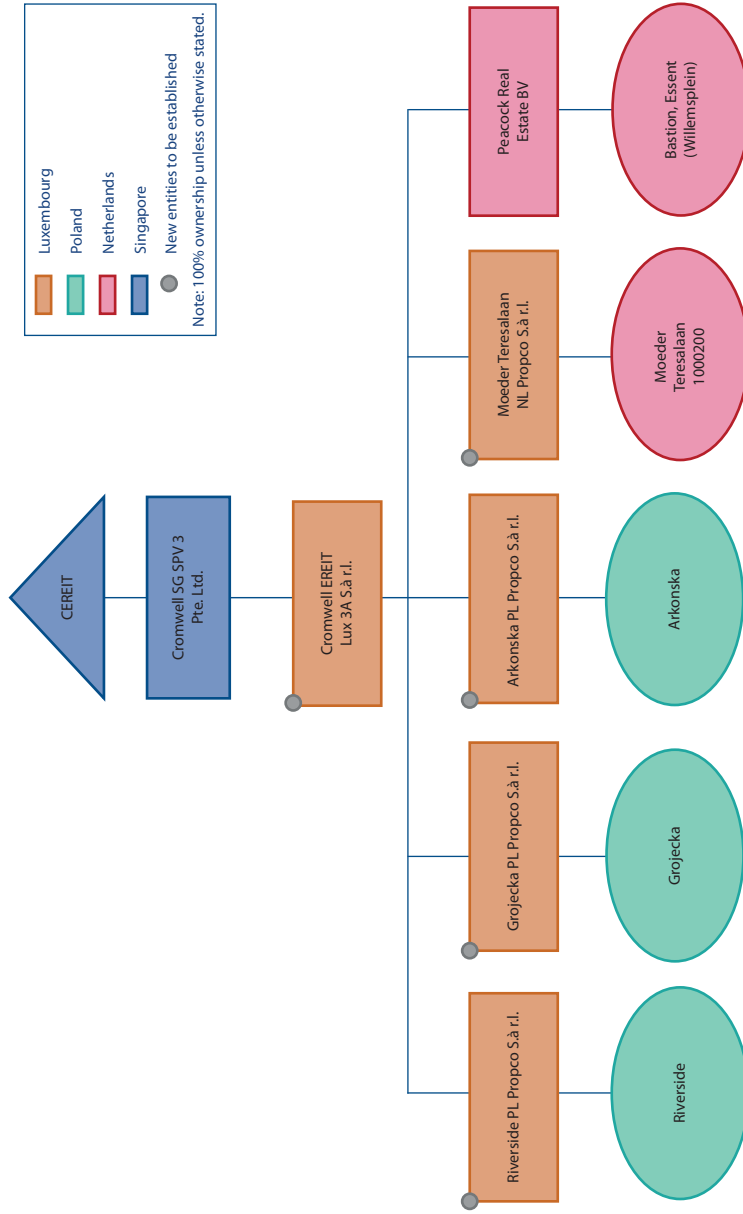 CEREIT
Cromwell SG SPV 3
Pte. Ltd.
Cromwell EREIT
Lux 3A S.à r.l.
Riverside PL Propco S.à r.l.
Grojecka PL Propco S.à r.l.
Arkonska PL Propco S.à r.l.
Moeder Teresalaan
NL Propco S.à r.l.
Peacock Real
Estate BV
Riverside
Grojecka
Arkonska
Moeder
Teresalaan
1000200
Bastion, Essent
(Willemsplein)
Luxembourg
Poland
Netherlands
Singapore
New entities to be established
Note: 100% ownership unless otherwise stated.